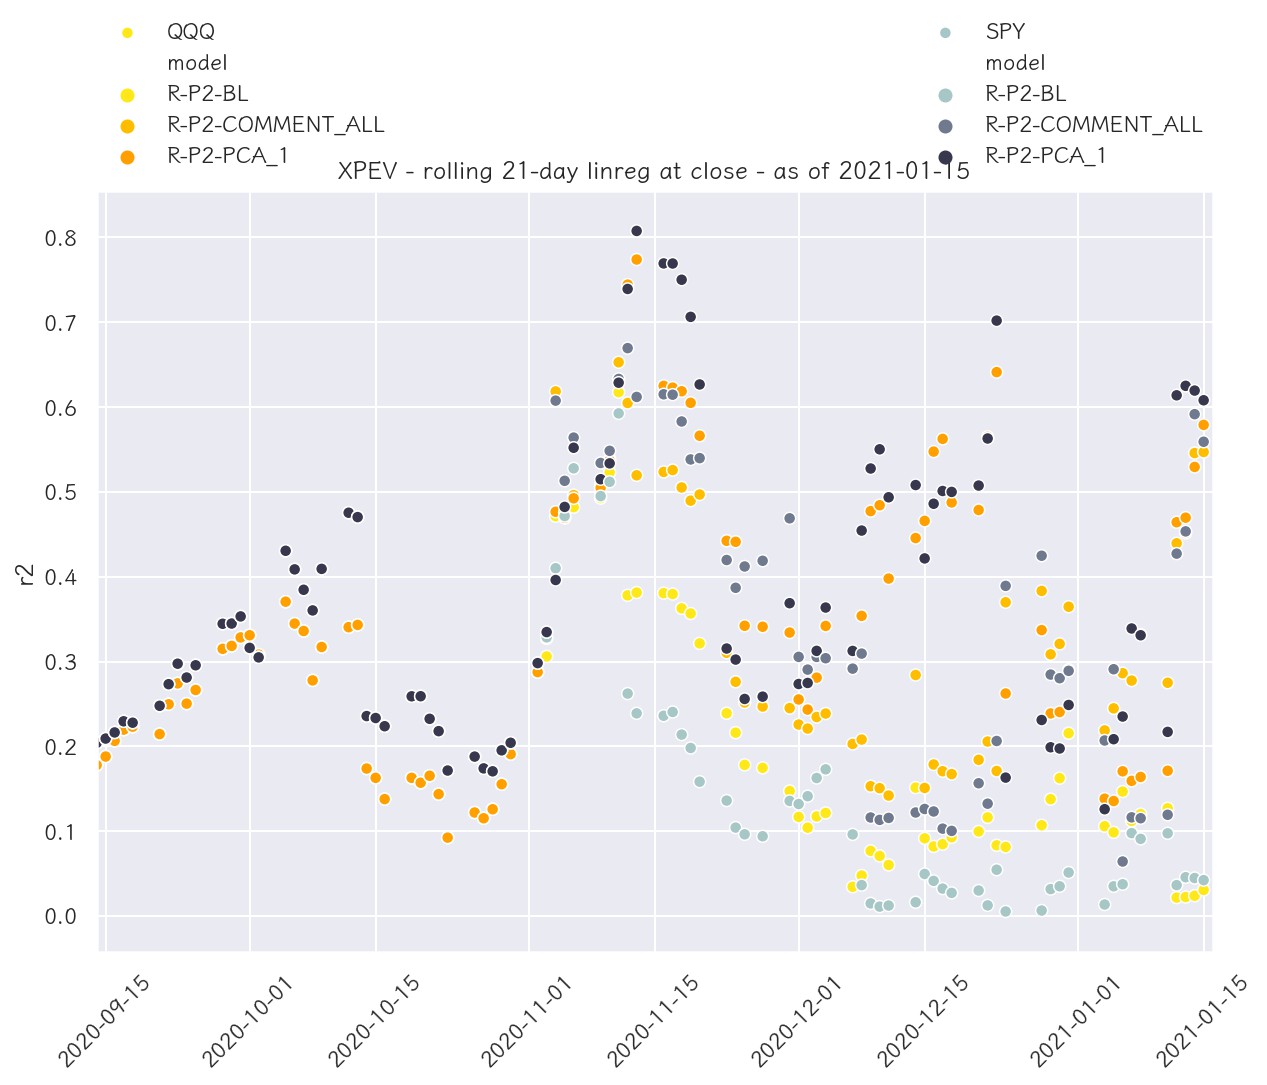 QQQ
model
R-P2-BL
R-P2-COMMENT_ALL
R-P2-PCA_1
SPY
model
R-P2-BL
R-P2-COMMENT_ALL
R-P2-PCA_1
XPEV - rolling 21-day linreg at close - as of 2021-01-15
r2
0.8
0.7
0.6
0.5
0.4
0.3
0.2
0.1
0.0
2020-09-15
2020-10-01
2020-10-15
2020-11-01
2020-11-15
2020-12-01
2020-12-15
2021-01-01
2021-01-15